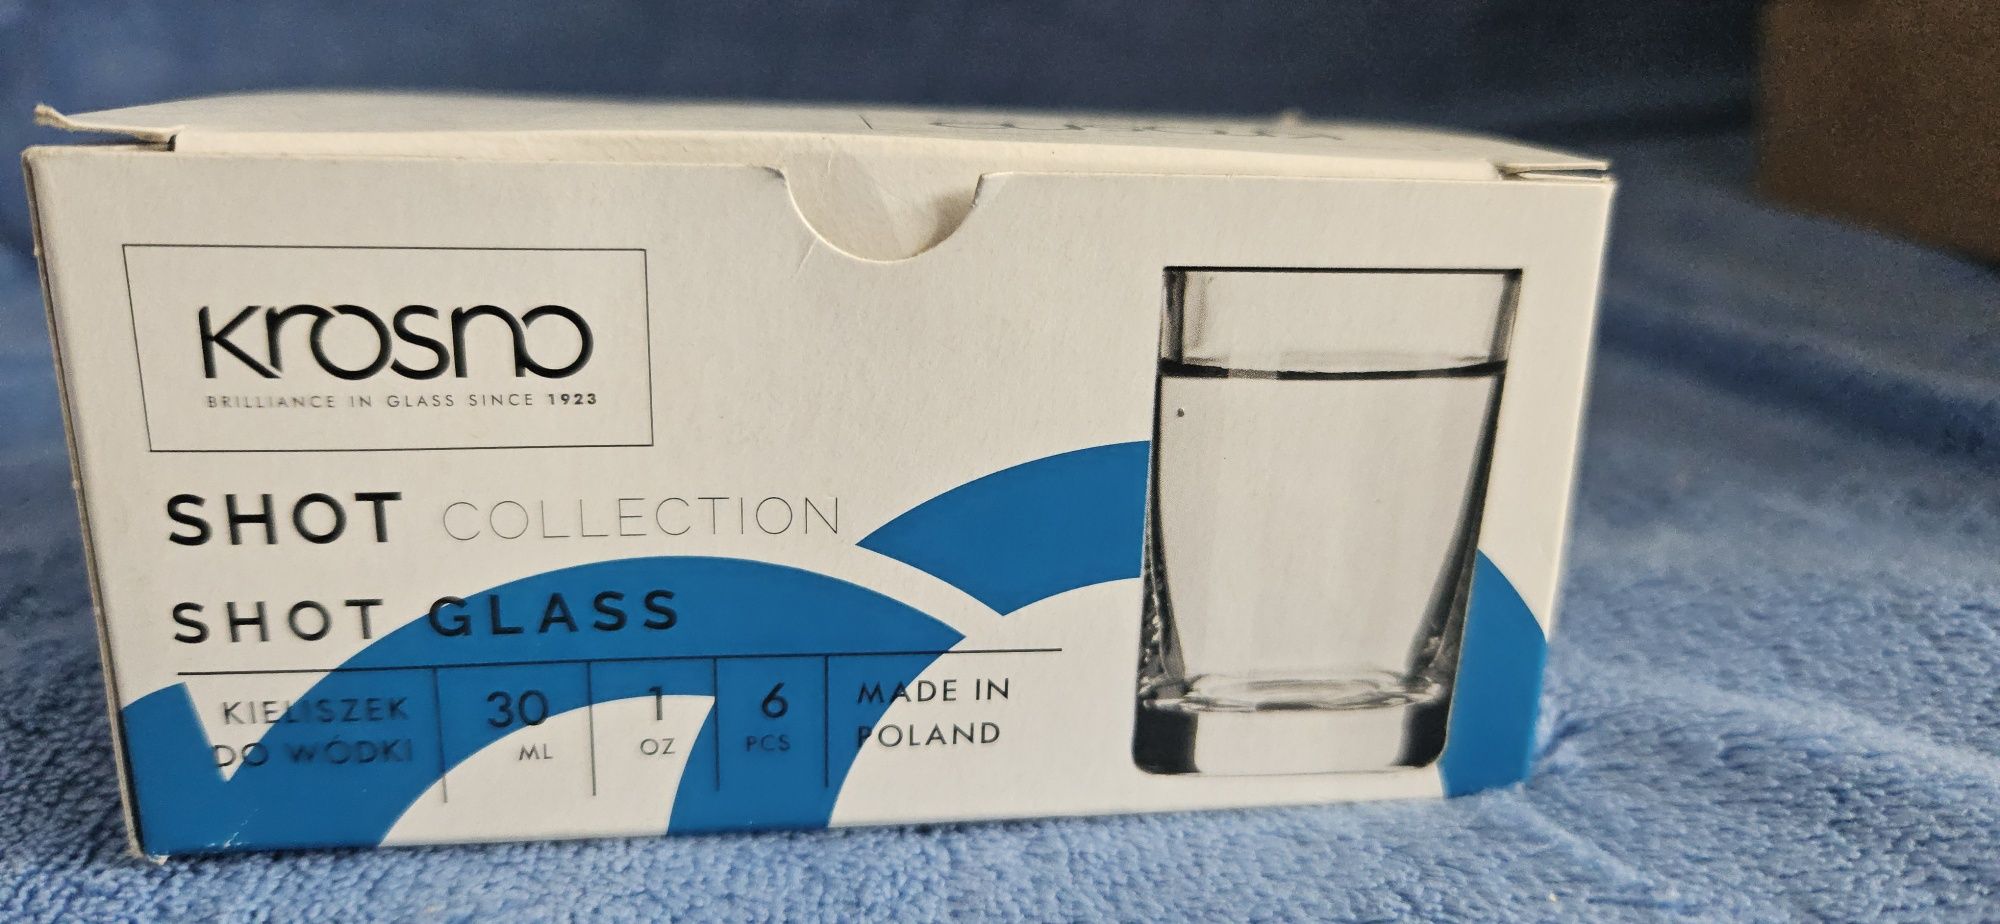 Krosno
BRILLIANCE IN GLASS SINCE 1923
SHOT COLLECTION
SHOT GLASS
KIELISZEK
DO WÓDKI
30
ML
1
OZ
6
PCS
MADE IN
POLAND